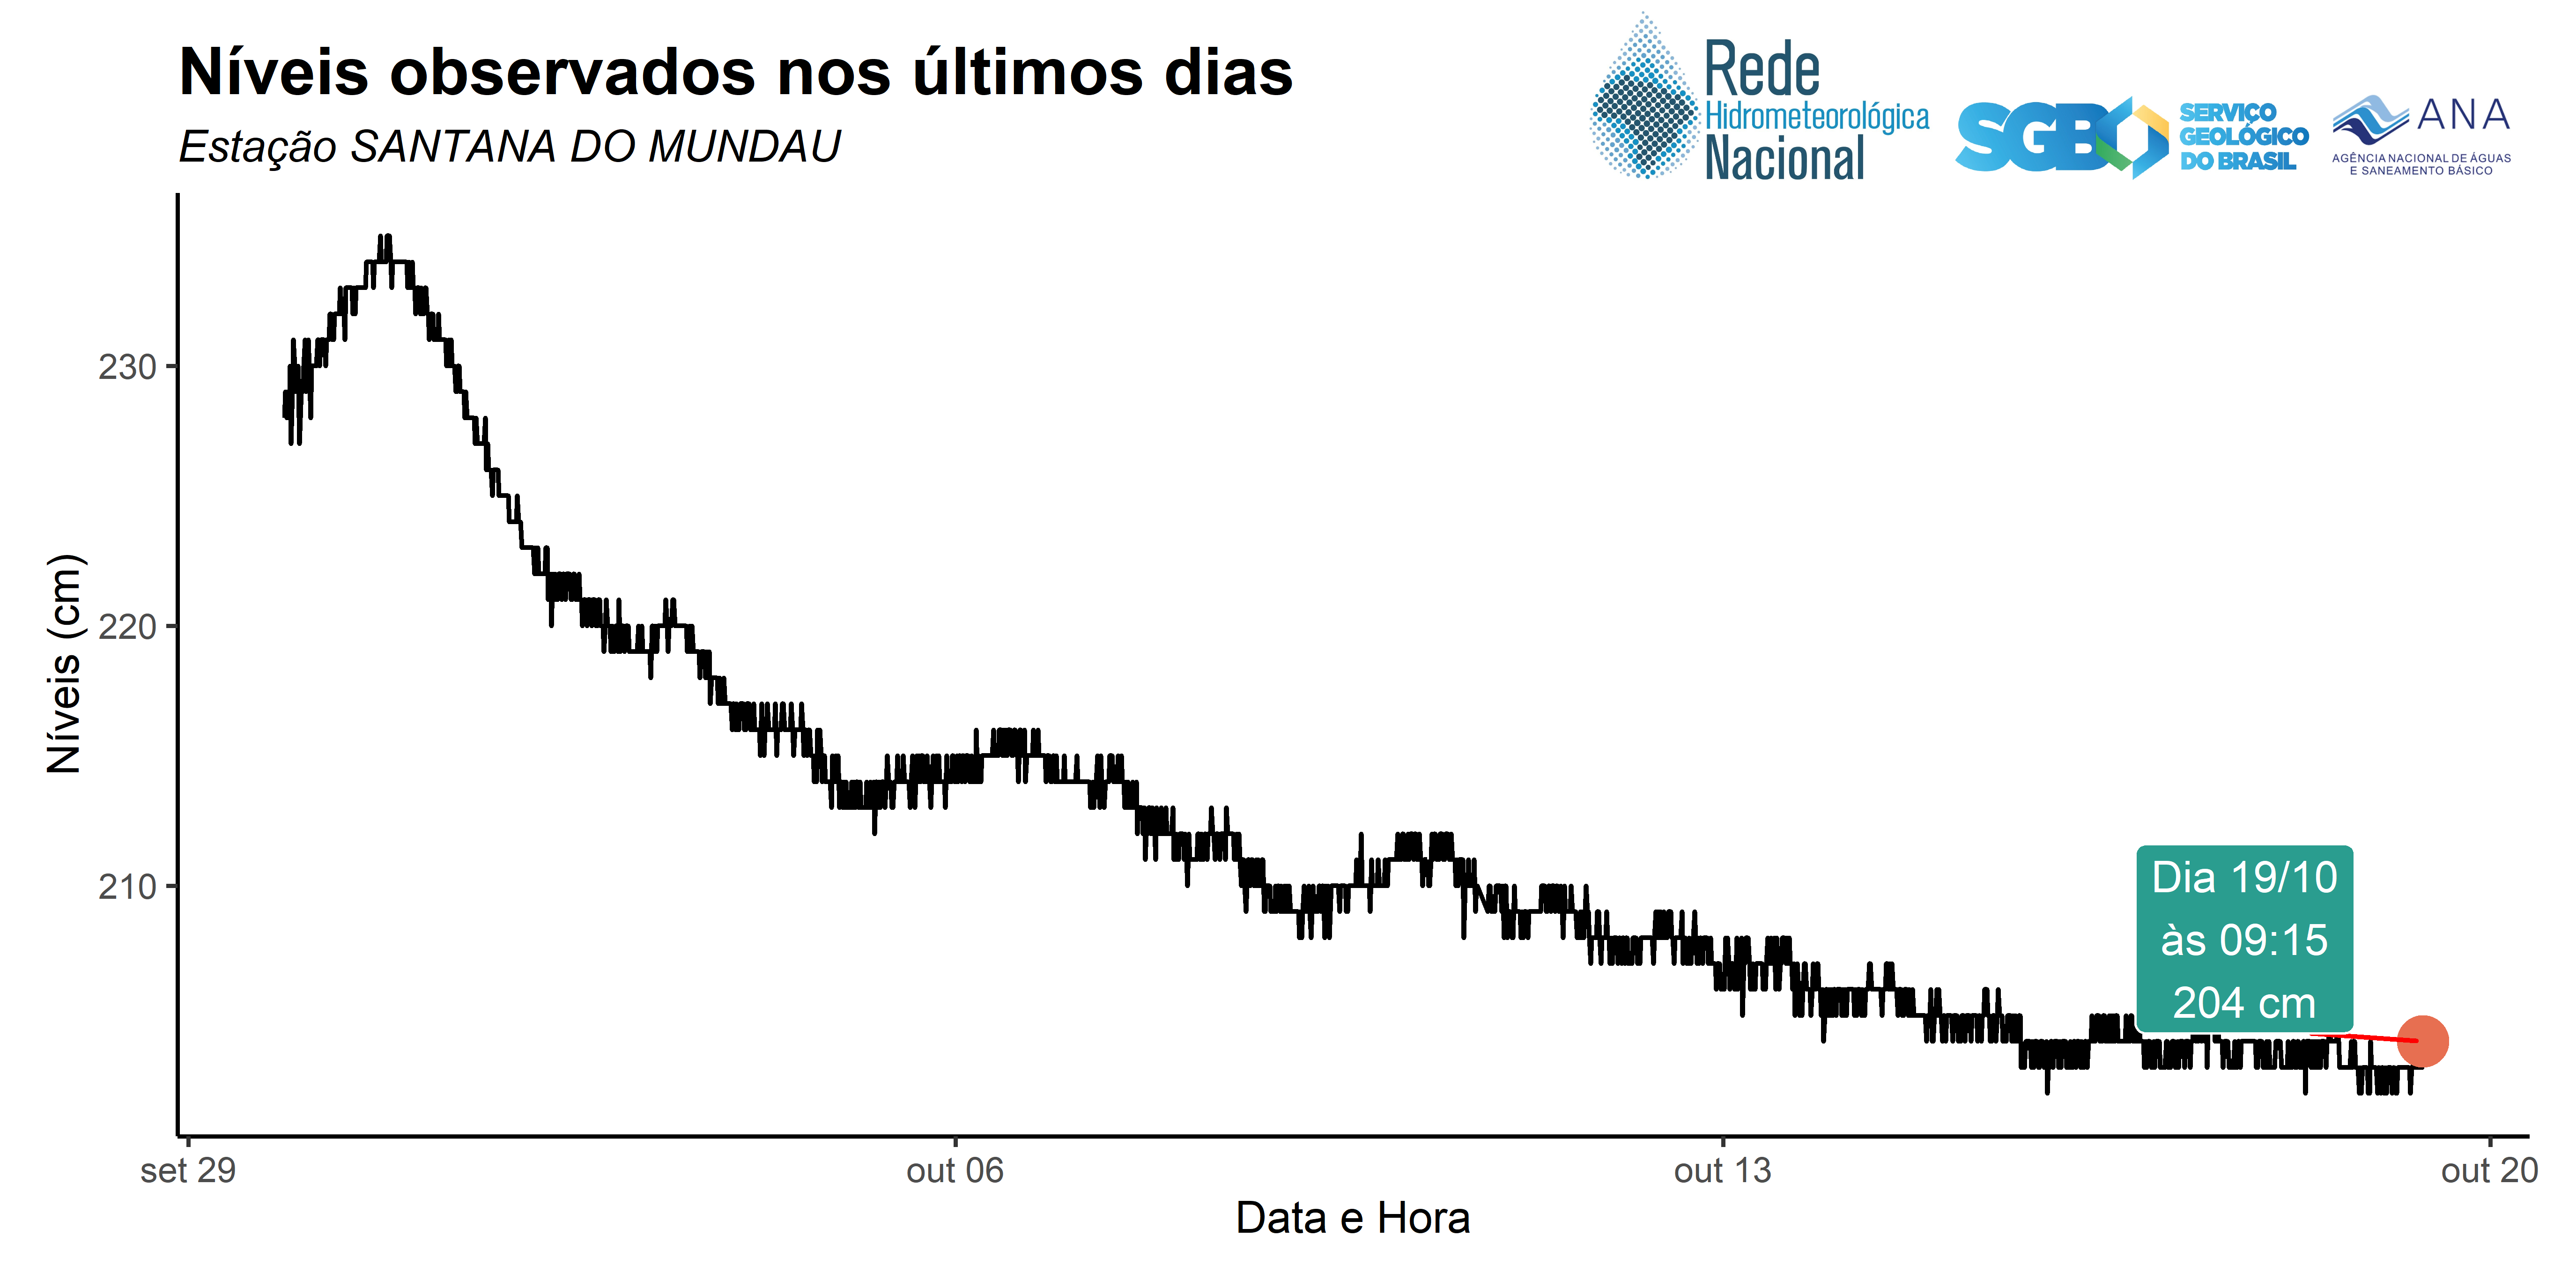 Níveis observados nos últimos dias
Estação SANTANA DO MUNDAU
Rede
Hidrometeorológica
Nacional
SGB
SERVIÇO
GEOLÓGICO
DO BRASIL
ANA
AGÊNCIA NACIONAL DE ÁGUAS
E SANEAMENTO BÁSICO
Níveis (cm)
230
220
210
Dia 19/10
às 09:15
204 cm
set 29
out 06
out 13
out 20
Data e Hora